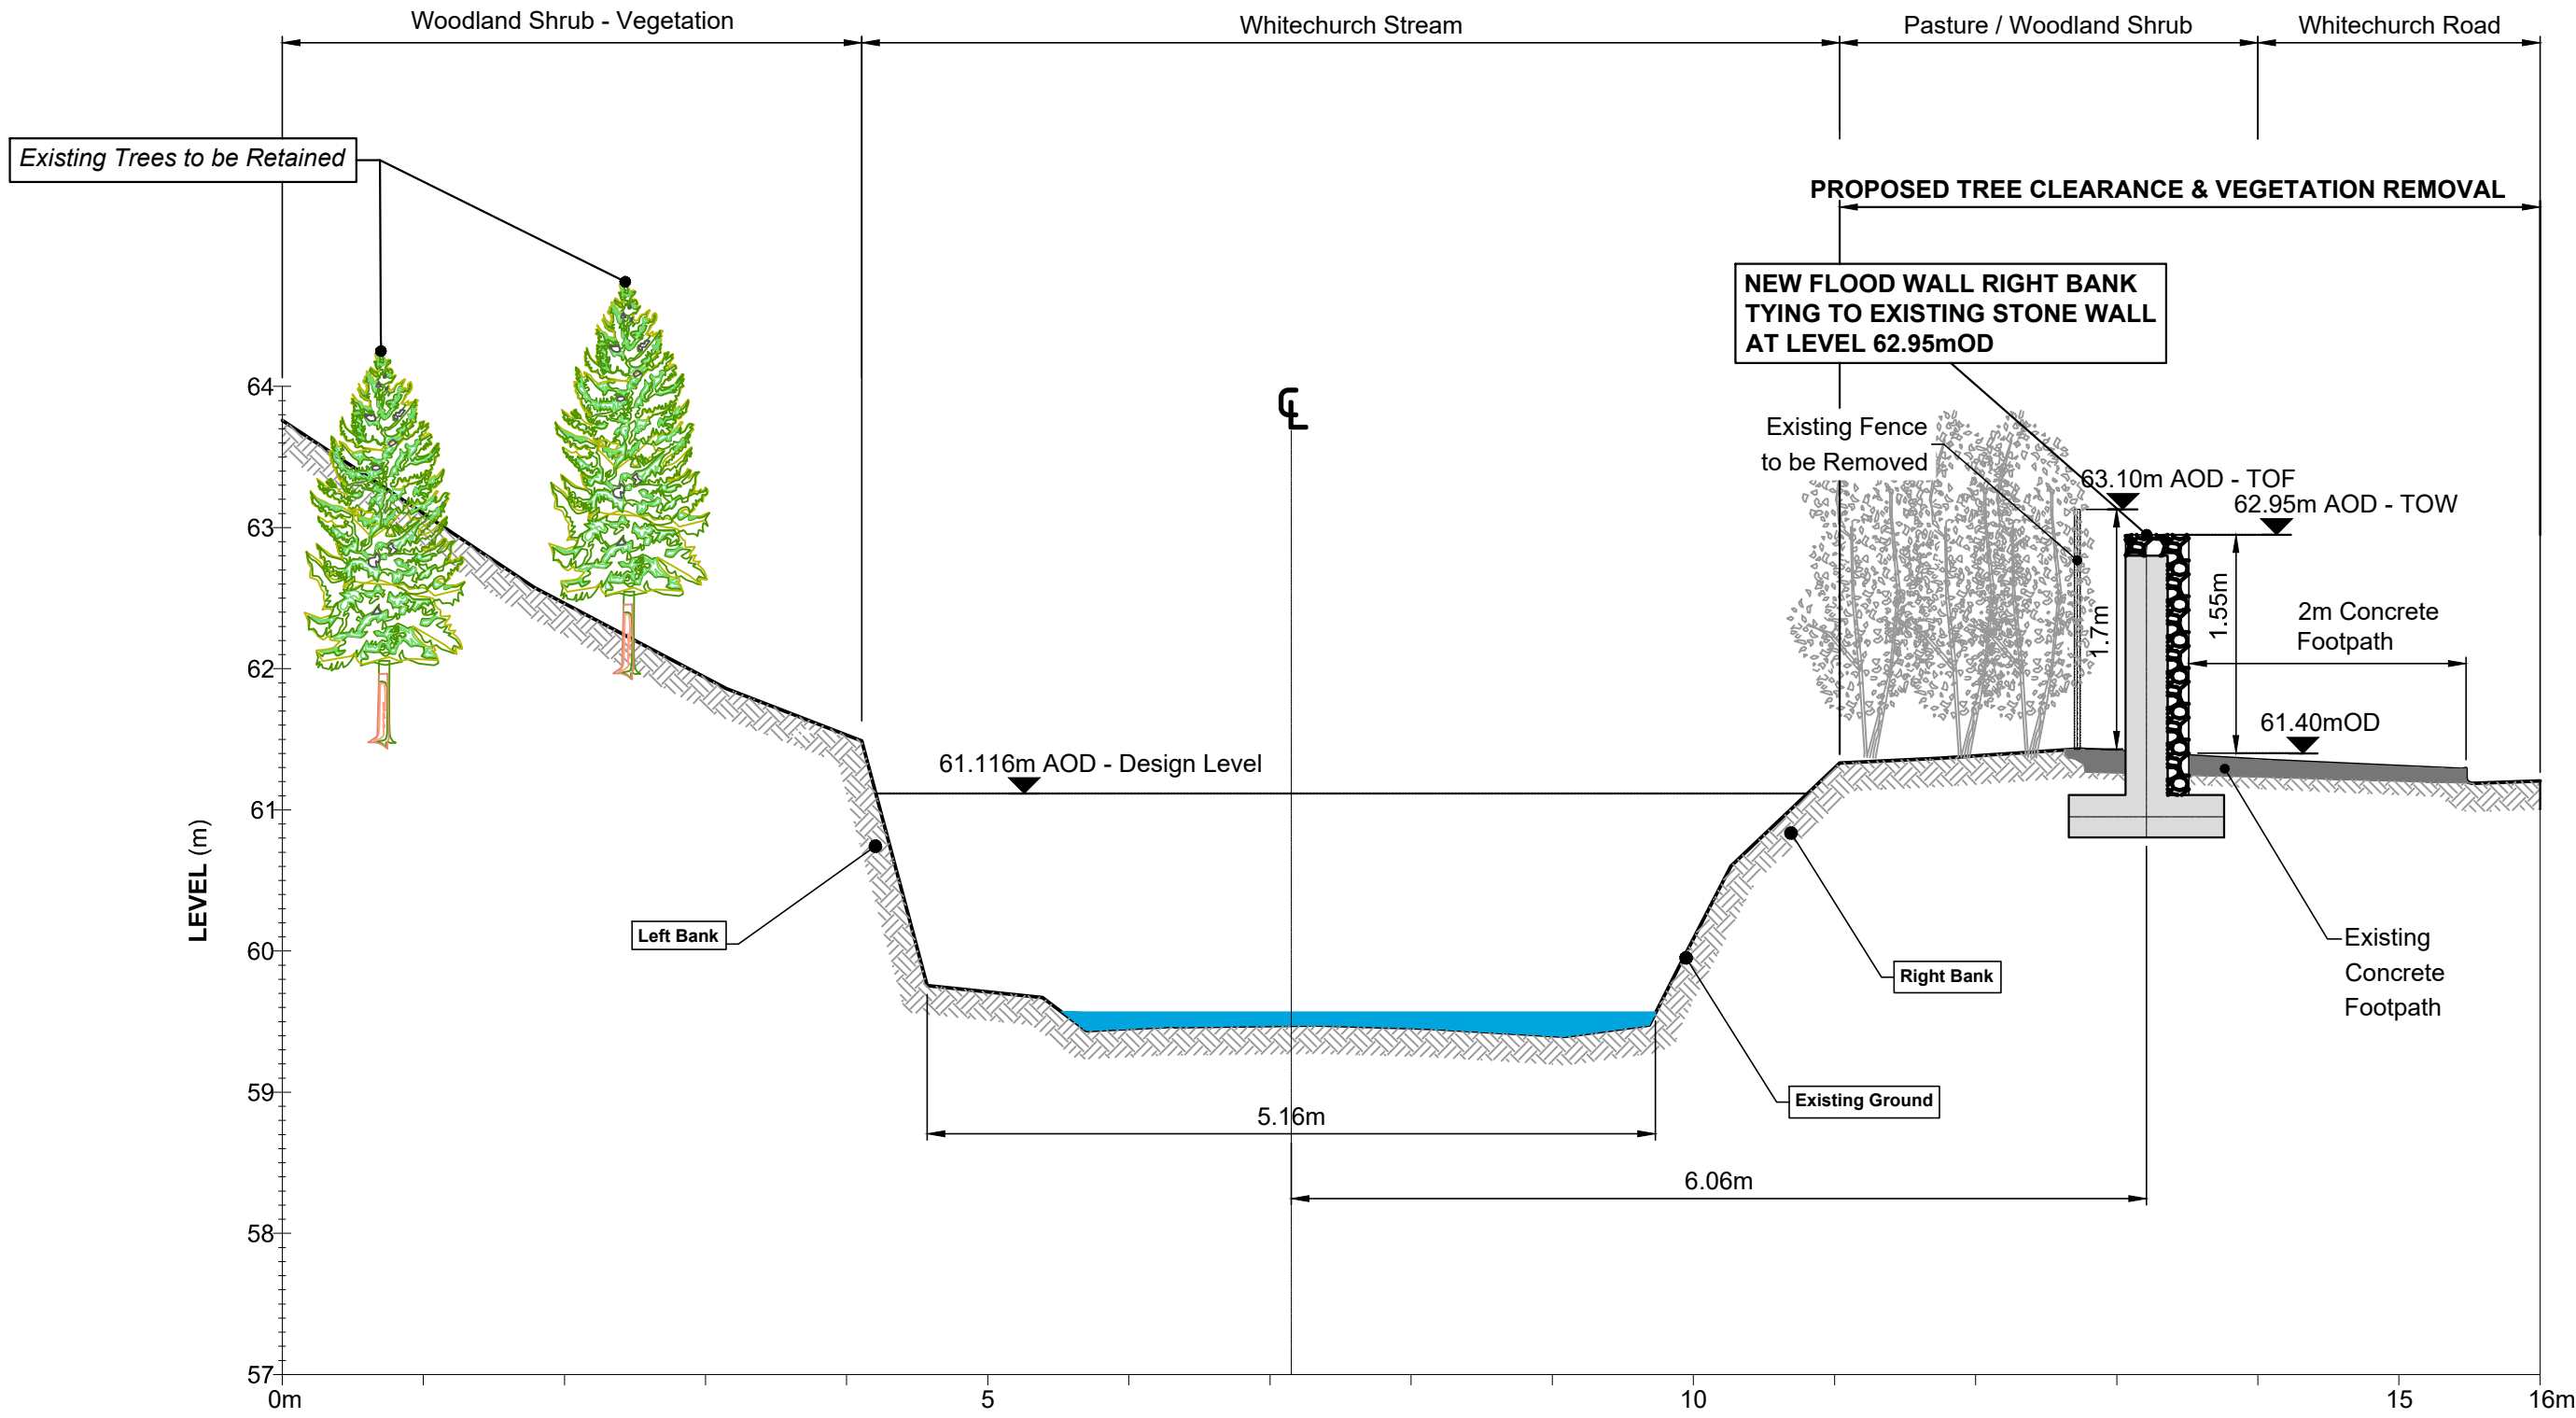 Woodland Shrub - Vegetation
Whitechurch Stream
Pasture / Woodland Shrub
Whitechurch Road
Existing Trees to be Retained
PROPOSED TREE CLEARANCE & VEGETATION REMOVAL
NEW FLOOD WALL RIGHT BANK
TYING TO EXISTING STONE WALL
AT LEVEL 62.95mOD
Existing Fence
to be Removed
63.10m AOD - TOF
62.95m AOD - TOW
1.7m
1.55m
2m Concrete
Footpath
61.40mOD
61.116m AOD - Design Level
Left Bank
Right Bank
Existing Ground
Existing
Concrete
Footpath
5.16m
6.06m
LEVEL (m)
64
63
62
61
60
59
58
57
0m
5
10
15
16m